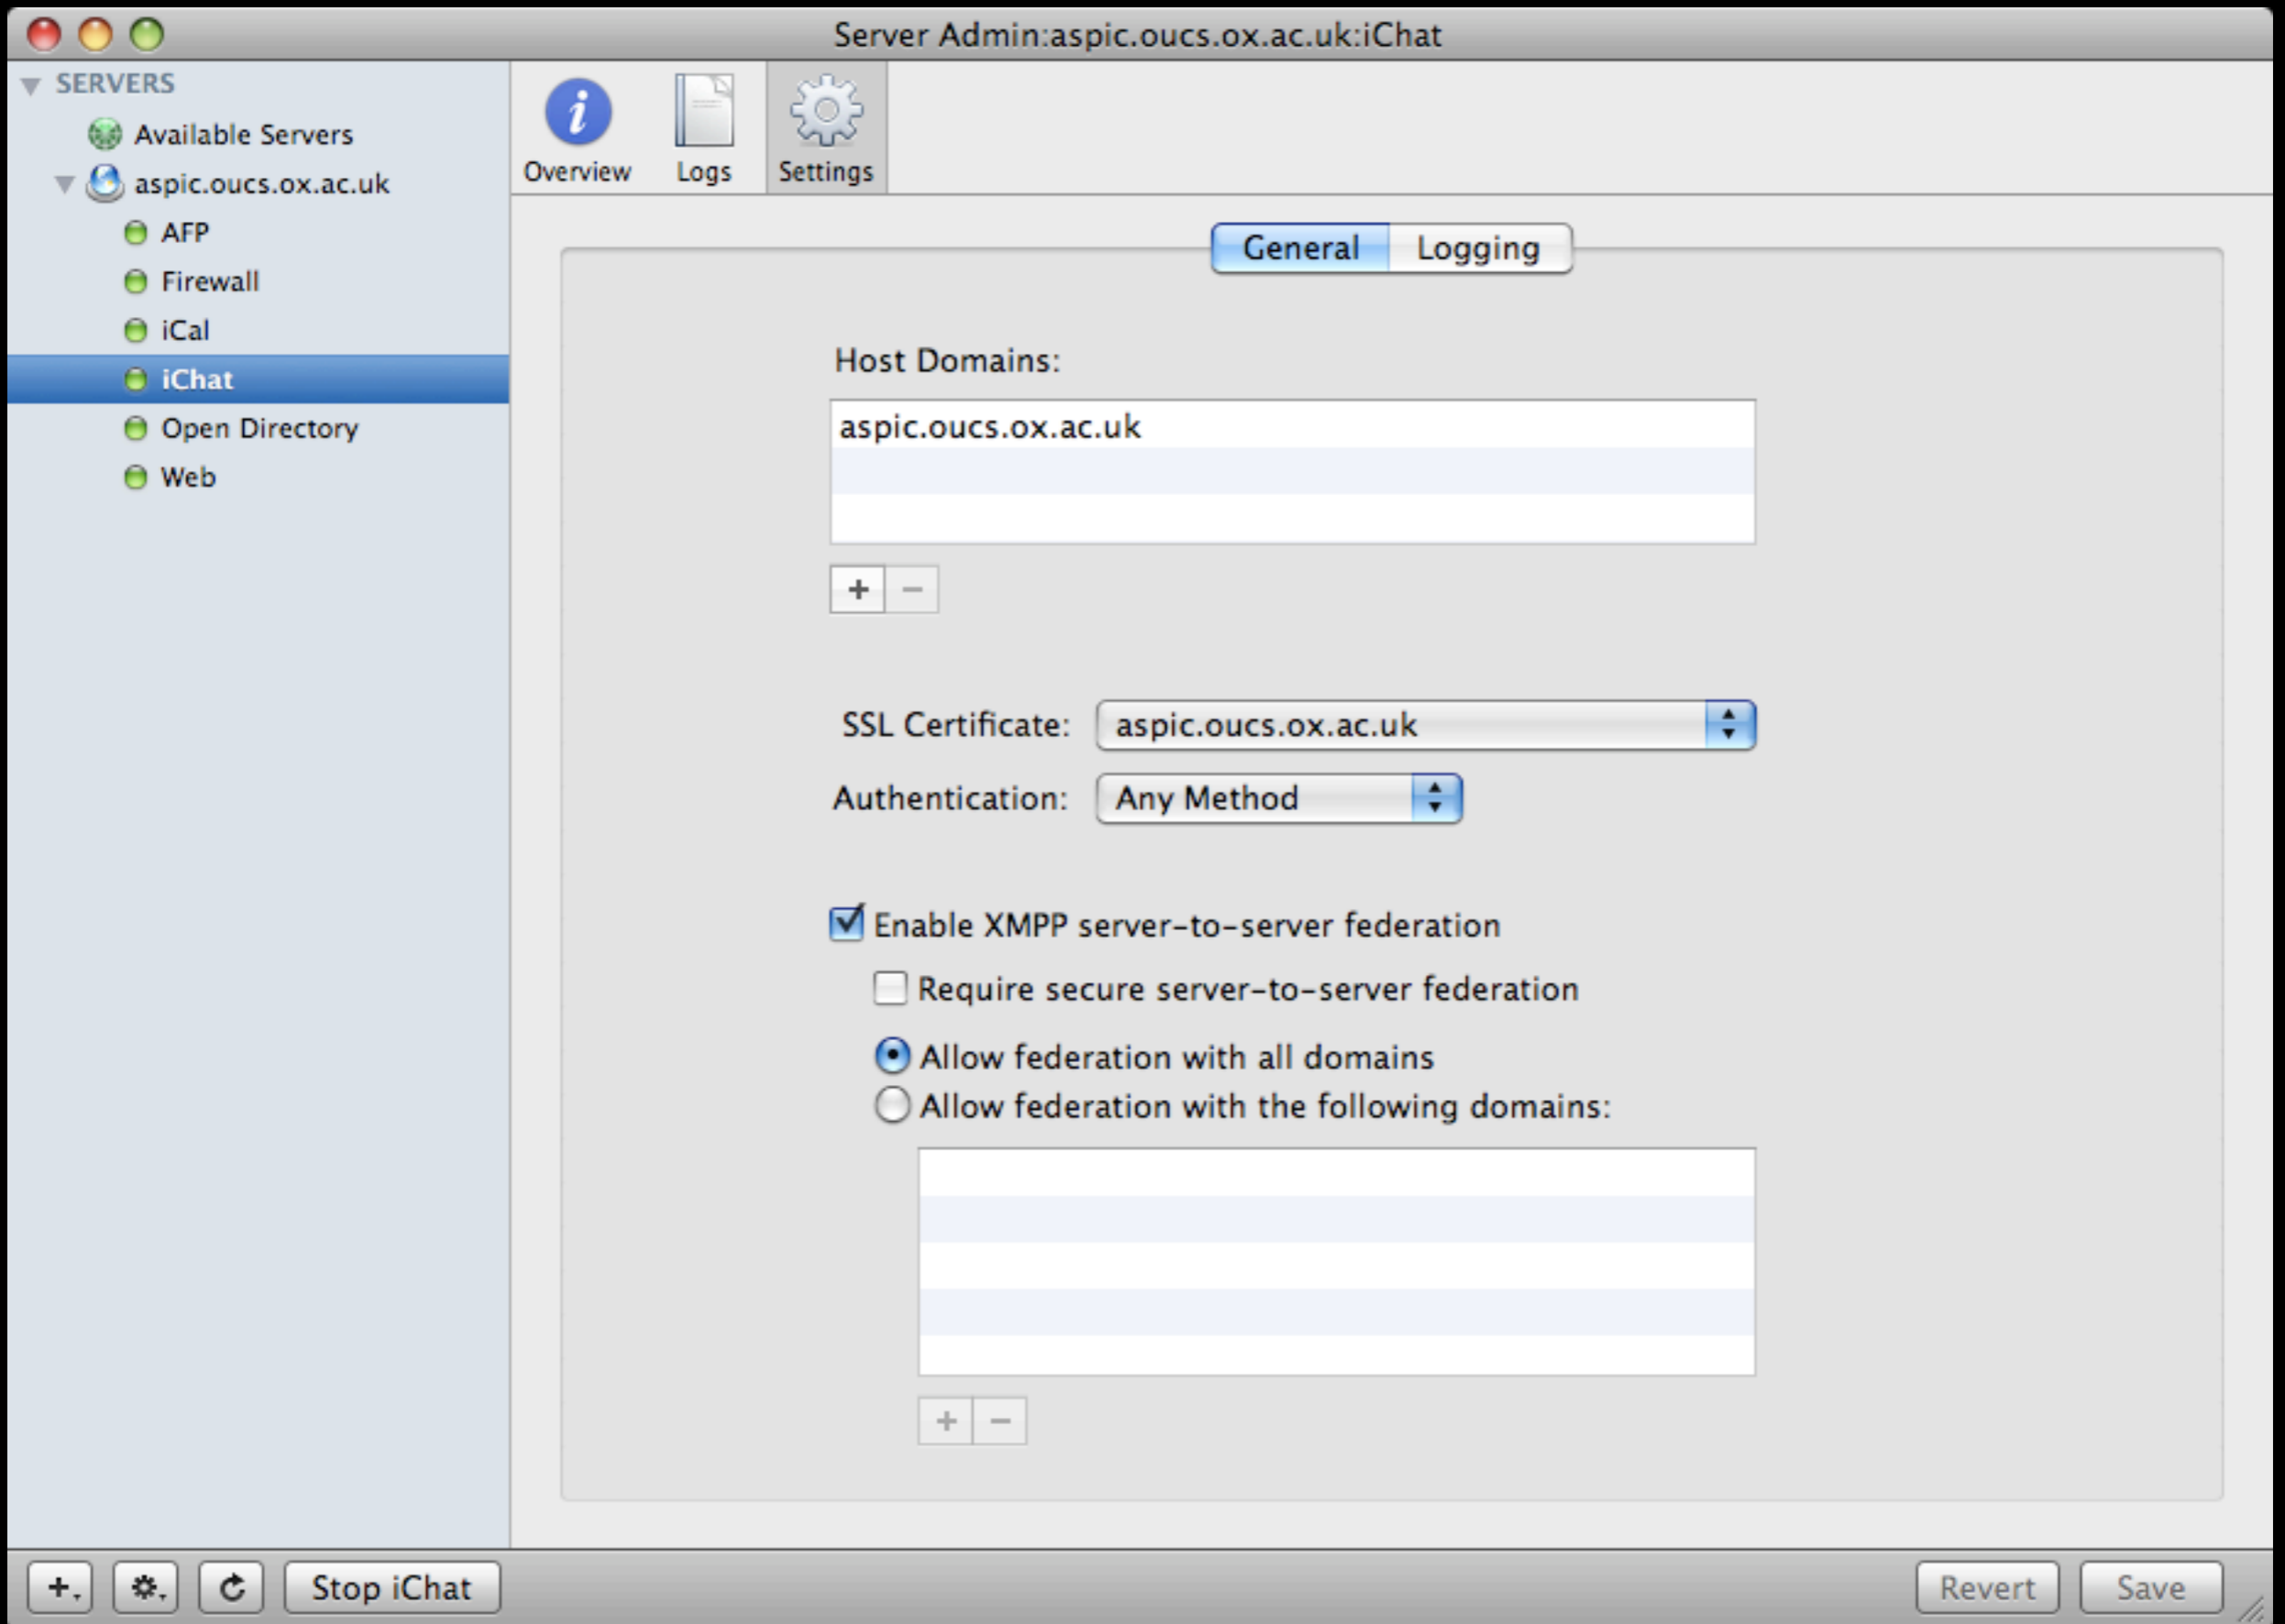 Server Admin:aspic.oucs.ox.ac.uk:iChat
SERVERS
Available Servers
aspic.oucs.ox.ac.uk
AFP
Firewall
iCal
iChat
Open Directory
Web
Overview
Logs
Settings
General
Logging
Host Domains:
aspic.oucs.ox.ac.uk
SSL Certificate:
aspic.oucs.ox.ac.uk
Authentication:
Any Method
Enable XMPP server-to-server federation
Require secure server-to-server federation
Allow federation with all domains
Allow federation with the following domains:
Stop iChat
Revert
Save